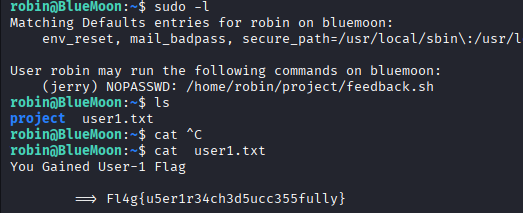 robin@BlueMoon:~$ sudo -l
Matching Defaults entries for robin on bluemoon:
    env_reset, mail_badpass, secure_path=/usr/local/sbin\:/usr/l

User robin may run the following commands on bluemoon:
    (jerry) NOPASSWD: /home/robin/project/feedback.sh
robin@BlueMoon:~$ ls
project  user1.txt
robin@BlueMoon:~$ cat ^C
robin@BlueMoon:~$ cat  user1.txt
You Gained User-1 Flag

        ==> Fl4g{u5er1r34ch3d5ucc355fully}